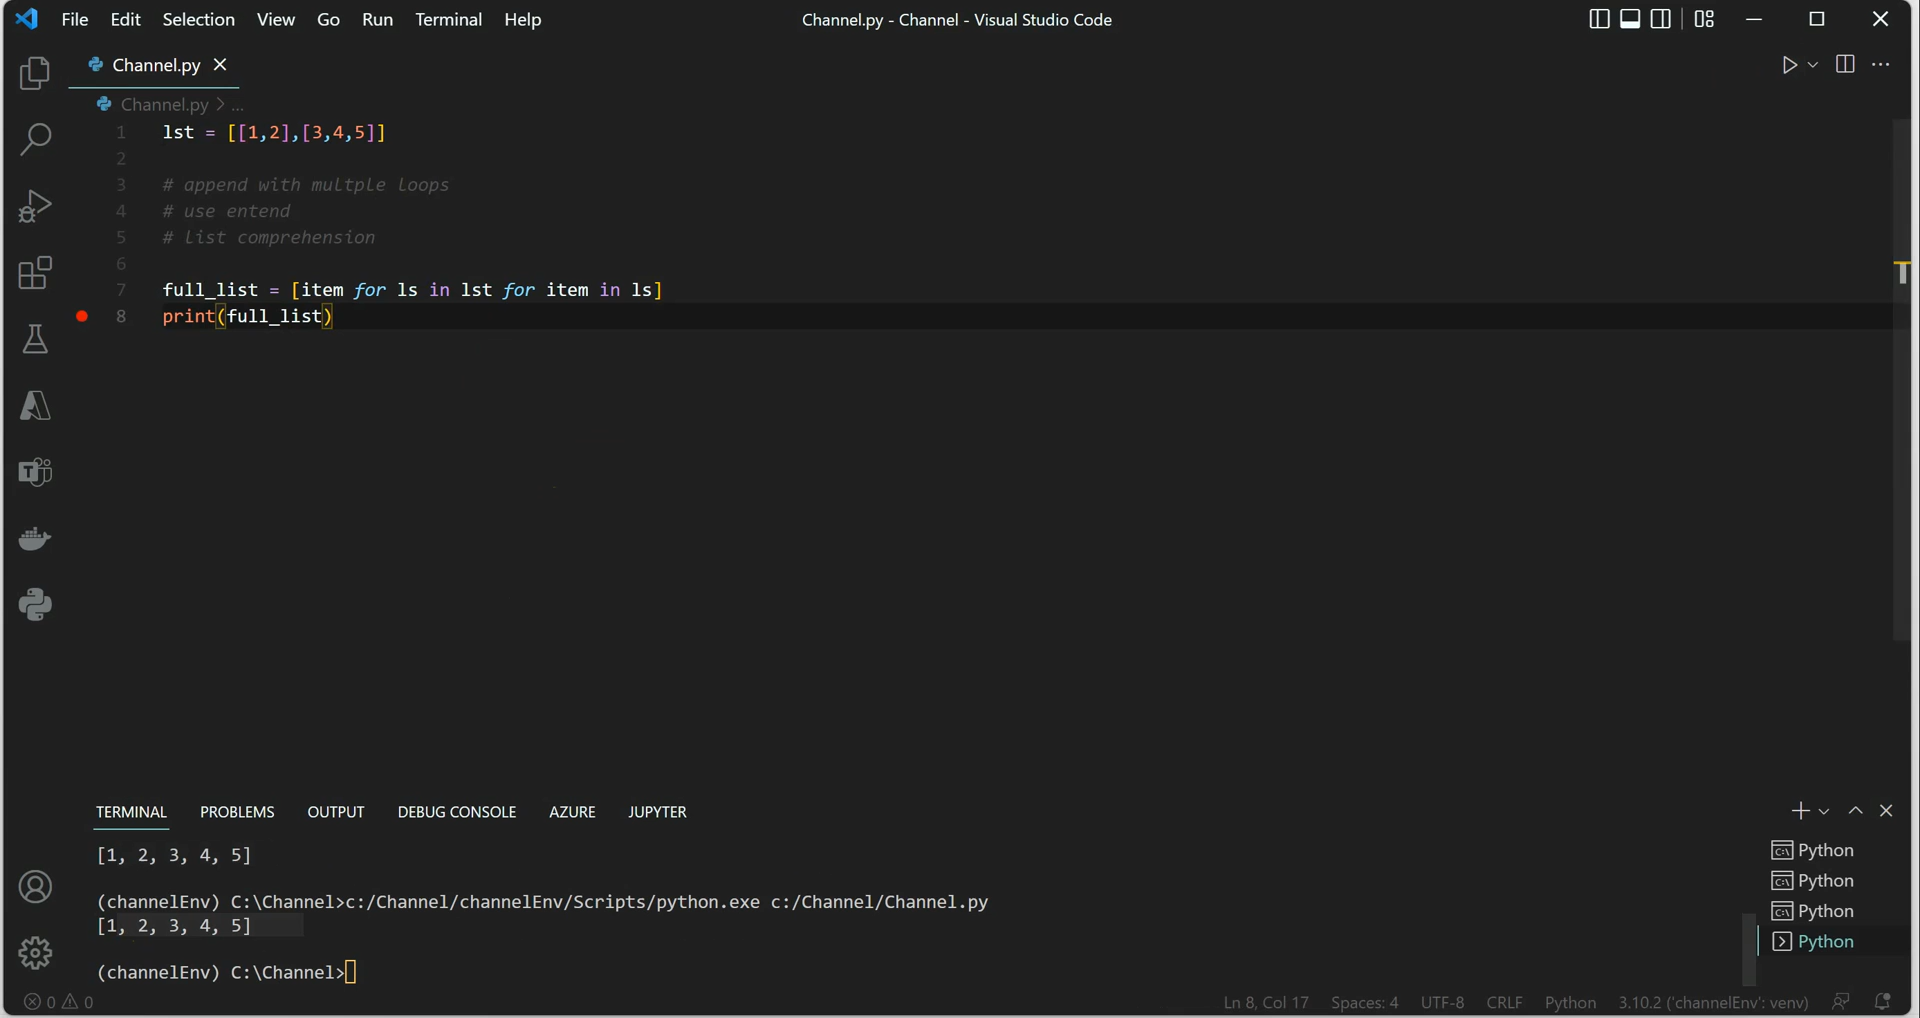 File Edit Selection View Go Run Terminal Help
Channel.py - Channel - Visual Studio Code
Channel.py
Channel.py > ...
1 lst = [[1,2],[3,4,5]]
2
3 # append with multple loops
4 # use entend
5 # list comprehension
6
7 full_list = [item for ls in lst for item in ls]
8 print(full_list)
TERMINAL PROBLEMS OUTPUT DEBUG CONSOLE AZURE JUPYTER
[1, 2, 3, 4, 5]
(channelEnv) C:\Channel>c:/Channel/channelEnv/Scripts/python.exe c:/Channel/Channel.py
[1, 2, 3, 4, 5]
(channelEnv) C:\Channel>
Python
Python
Python
Python
0 0
Ln 8, Col 17 Spaces: 4 UTF-8 CRLF Python 3.10.2 ('channelEnv': venv)